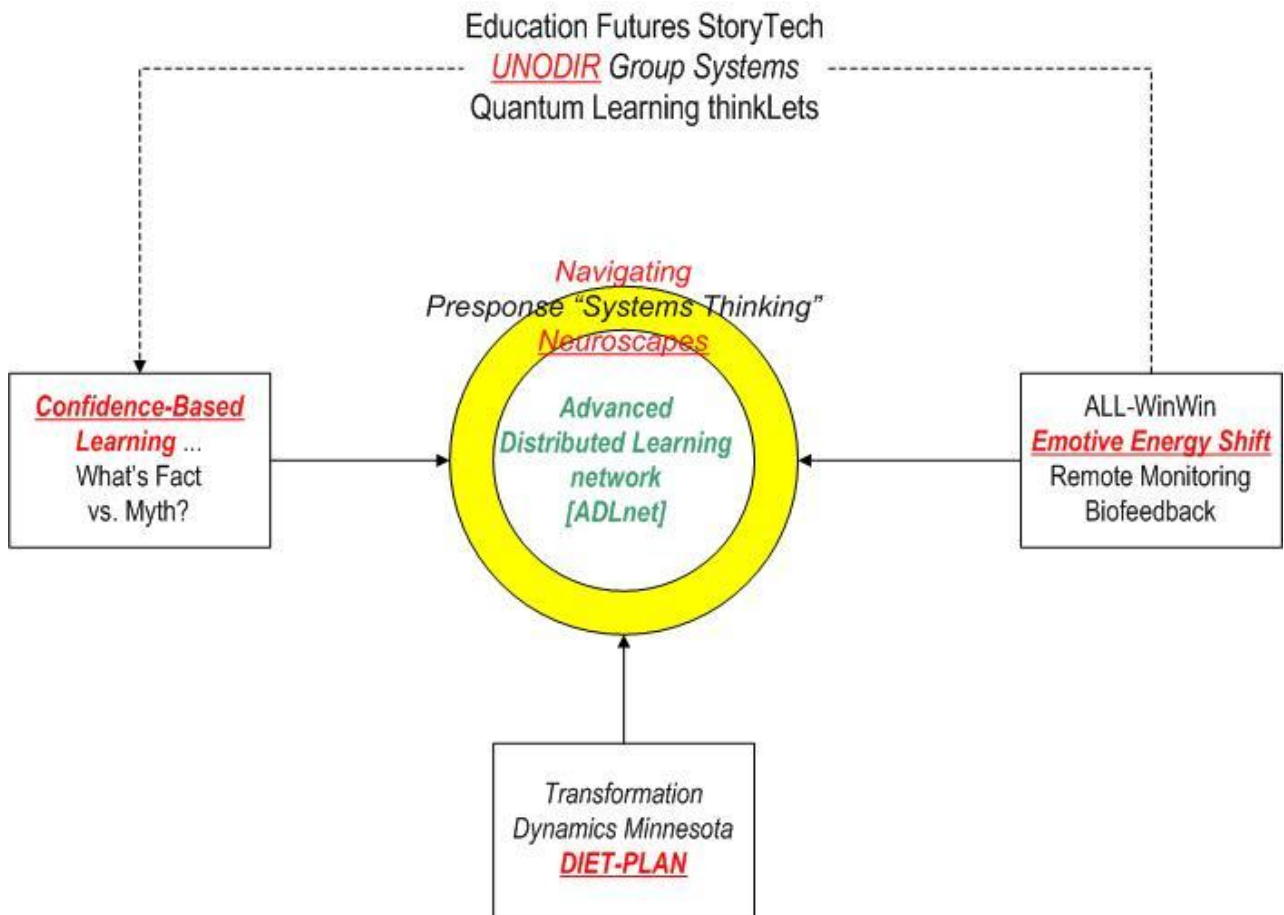 Education Futures StoryTech
UNODIR Group Systems
Quantum Learning thinkLets
Navigating
Presponse “Systems Thinking”
Neuroscapes
Confidence-Based
Learning ...
What's Fact
vs. Myth?
Advanced
Distributed Learning
network
[ADLnet]
ALL-WinWin
Emotive Energy Shift
Remote Monitoring
Biofeedback
Transformation
Dynamics Minnesota
DIET-PLAN